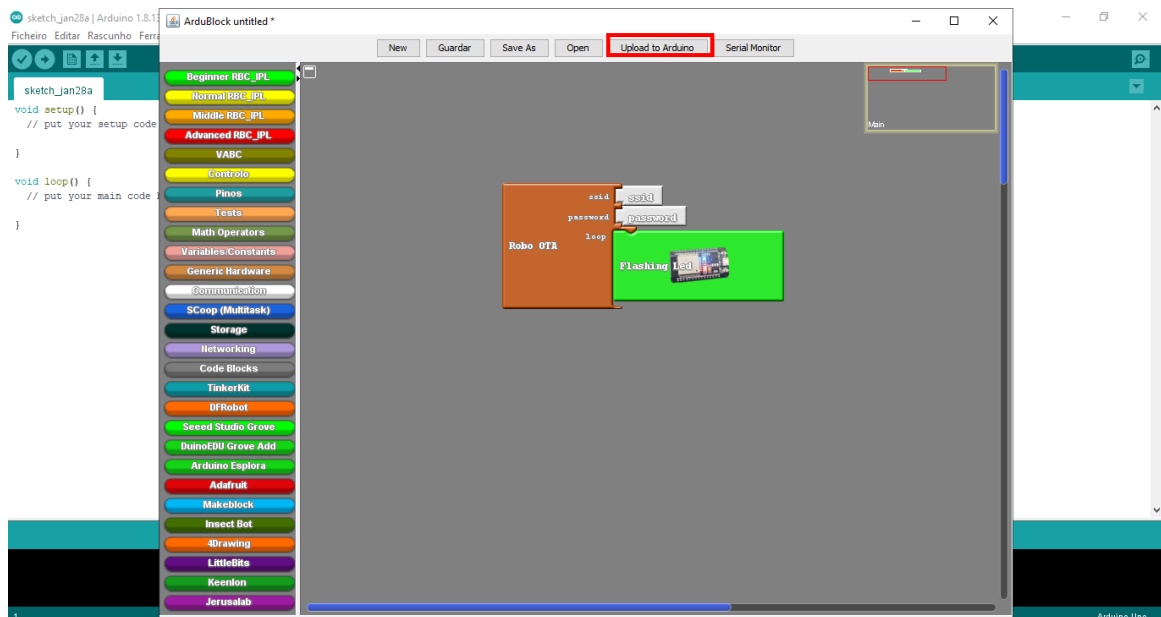 sketch_jan28a | Arduino 1.8.1
Ficheiro Editar Rascunho Ferra
sketch_jan28a
void setup() {
// put your setup code
}
void loop() {
// put your main code
}
ArduBlock untitled *
New Guardar Save As Open Upload to Arduino Serial Monitor
Beginner RBC_IPL
Normal RBC_IPL
Middle RBC_IPL
Advanced RBC_IPL
VABC
Controlo
Pinos
Tests
Math Operators
Variables/Constants
Generic Hardware
Communication
SCoop (Multitask)
Storage
Networking
Code Blocks
TinkerKit
DFRobot
Seeed Studio Grove
DuinoEDU Grove Add
Arduino Esplora
Adafruit
Makeblock
Insect Bot
4Drawing
LittleBits
Keenlon
Jerusalab
Main
ssid ssid
password password
loop
Robo OTA
Flashing Led
1
Arduino Uno